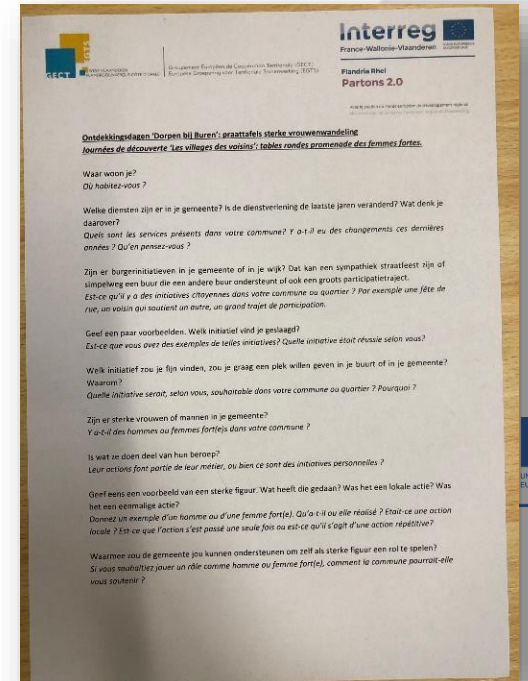 GECT
EGTS
Groupement Européen de Coopération Territoriale (GECT)
Europese Groepering voor Territoriale Samenwerking (EGTS)
Interreg
France-Wallonie-Vlaanderen
Flandria Rhei
Partons 2.0
Ontdekkingsdagen 'Dorpen bij Buren': praattafels sterke vrouwenwandeling
Journées de découverte 'Les villages des voisins': tables rondes promenade des femmes fortes.
Waar woon je?
Où habitez-vous ?
Welke diensten zijn er in je gemeente? Is de dienstverlening de laatste jaren veranderd? Wat denk je
daarover?
Quels sont les services présents dans votre commune? Y a-t-il eu des changements ces dernières
années ? Qu'en pensez-vous ?
Zijn er burgerinitiatieven in je gemeente of in je wijk? Dat kan een sympathiek straatfeest zijn of
simpelweg een buur die een andere buur ondersteunt of ook een groots participatietraject.
Est-ce qu'il y a des initiatives citoyennes dans votre commune ou quartier ? Par exemple une fête de
rue, un voisin qui soutient un autre, un grand trajet de participation.
Geef een paar voorbeelden. Welk initiatief vind je geslaagd?
Est-ce que vous avez des exemples de telles initiatives? Quelle initiative était réussie selon vous?
Welk initiatief zou je fijn vinden, zou je graag een plek willen geven in je buurt of in je gemeente?
Waarom?
Quelle initiative serait, selon vous, souhaitable dans votre commune ou quartier ? Pourquoi ?
Zijn er sterke vrouwen of mannen in je gemeente?
Y a-t-il des hommes ou femmes fort(e)s dans votre commune ?
Is wat ze doen deel van hun beroep?
Leur actions font partie de leur métier, ou bien ce sont des initiatives personnelles ?
Geef eens een voorbeeld van een sterke figuur. Wat heeft die gedaan? Was het een lokale actie? Was
het een eenmalige actie?
Donnez un exemple d'un homme ou d'une femme fort(e). Qu'a-t-il ou elle réalisé ? Etait-ce une action
locale ? Est-ce que l'action s'est passé une seule fois ou est-ce qu'il s'agit d'une action répétitive?
Waarmee zou de gemeente jou kunnen ondersteunen om zelf als sterke figuur een rol te spelen?
Si vous souhaitiez jouer un rôle comme homme ou femme fort(e), comment la commune pourrait-elle
vous soutenir ?